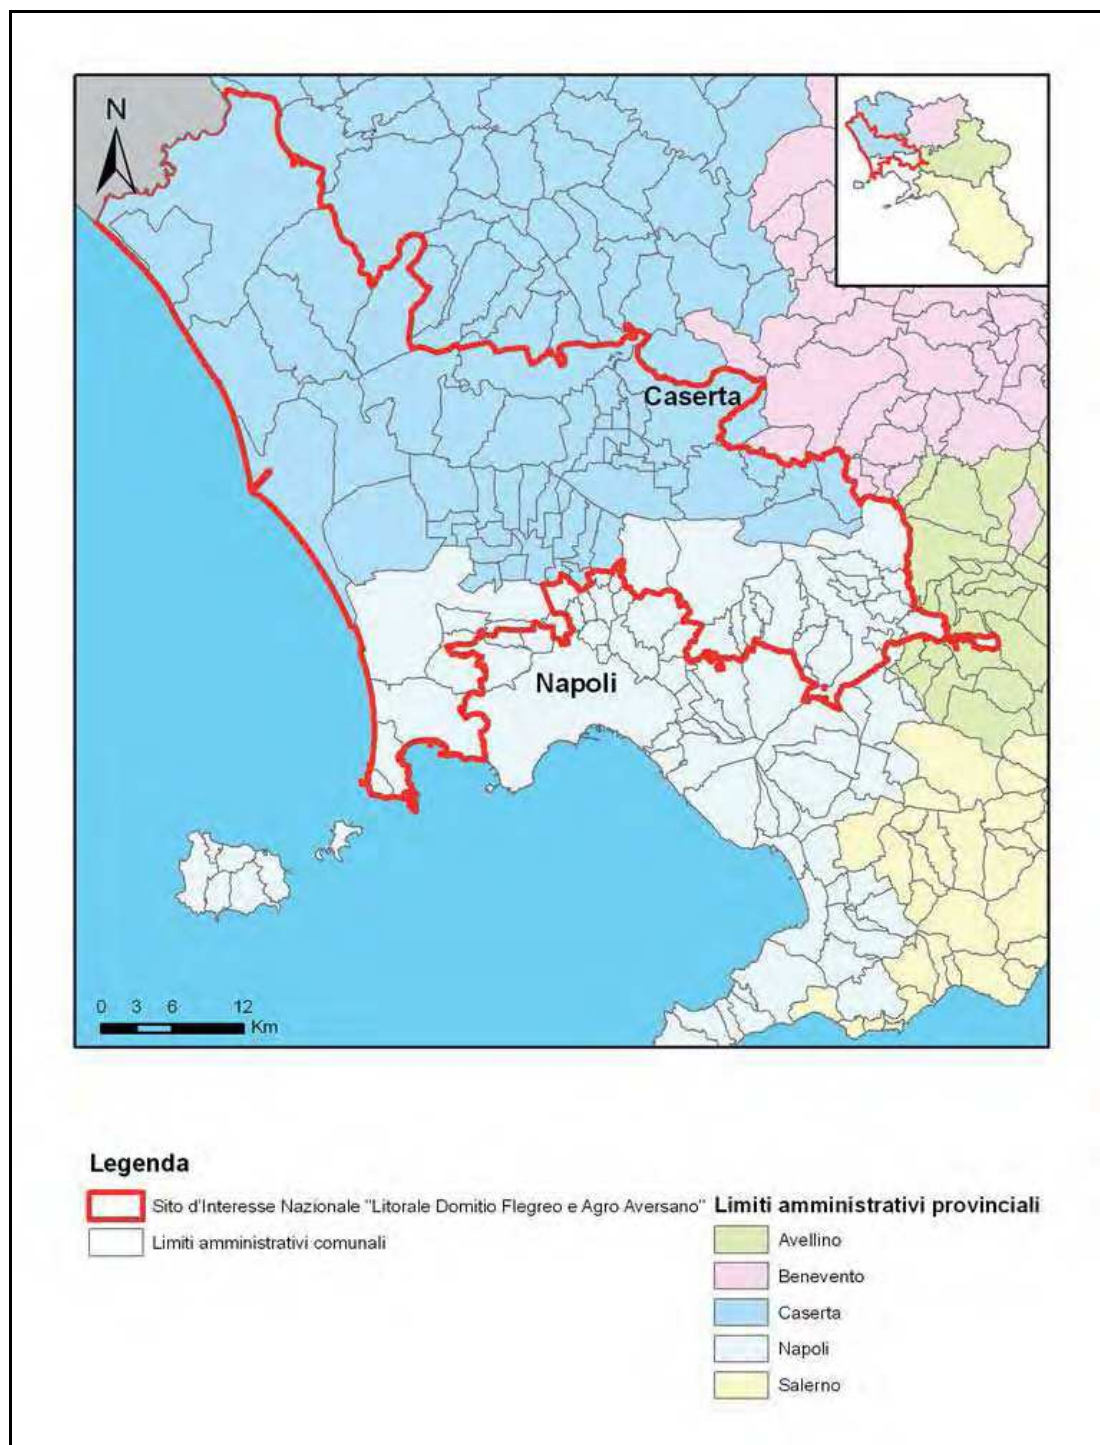 N
Caserta
Napoli
0 3 6 12
Km
Legenda
Sito d'Interesse Nazionale "Litorale Domitio Flegreo e Agro Aversano"
Limiti amministrativi comunali
Limiti amministrativi provinciali
Avellino
Benevento
Caserta
Napoli
Salerno